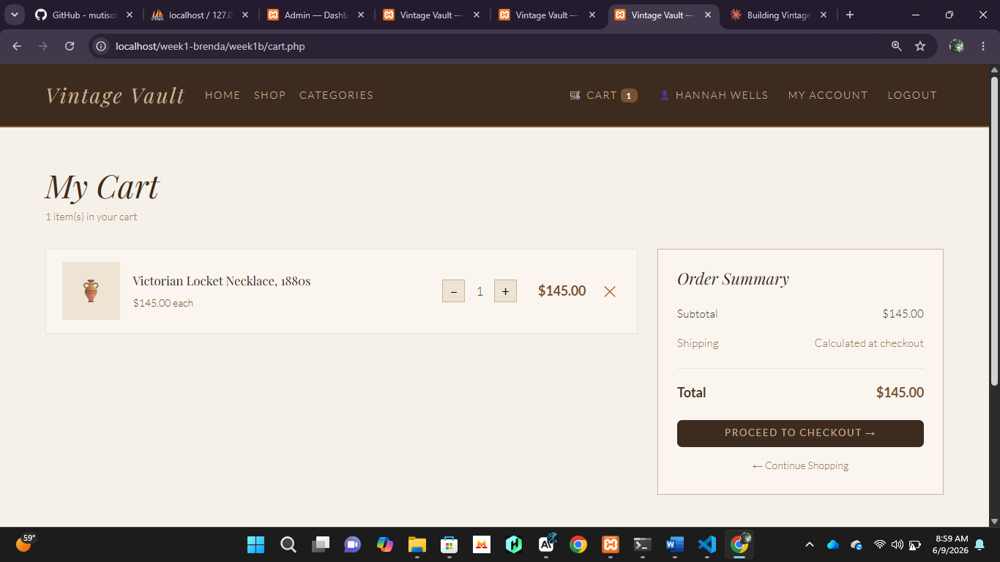 GitHub - mutisol
localhost / 127.0
Admin — Dashb
Vintage Vault —
Vintage Vault —
Vintage Vault —
Building Vintage
localhost/week1-brenda/week1b/cart.php
Vintage Vault HOME SHOP CATEGORIES CART 1 HANNAH WELLS MY ACCOUNT LOGOUT
My Cart
1 item(s) in your cart
Victorian Locket Necklace, 1880s
$145.00 each
− 1 + $145.00 ×
Order Summary
Subtotal $145.00
Shipping Calculated at checkout
Total $145.00
PROCEED TO CHECKOUT →
← Continue Shopping
59°
8:59 AM
6/9/2026